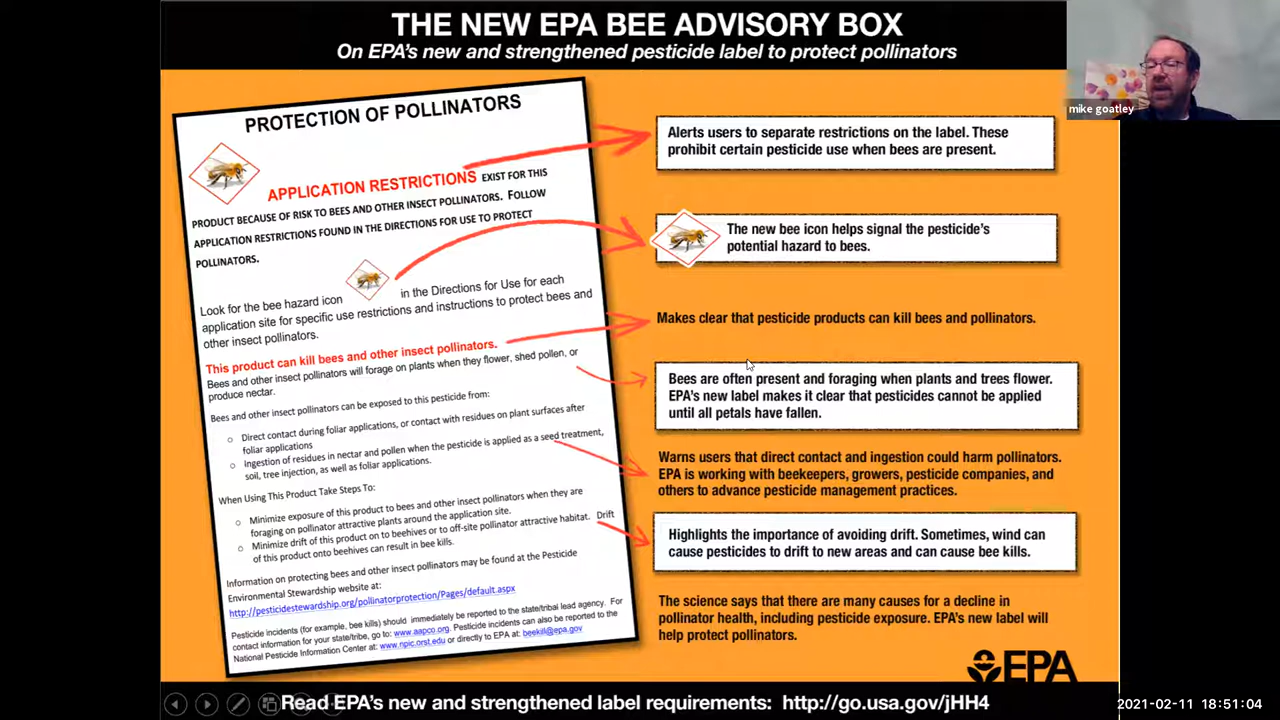 THE NEW EPA BEE ADVISORY BOX
On EPA's new and strengthened pesticide label to protect pollinators
mike goatley
PROTECTION OF POLLINATORS
APPLICATION RESTRICTIONS EXIST FOR THIS
PRODUCT BECAUSE OF RISK TO BEES AND OTHER INSECT POLLINATORS. FOLLOW
APPLICATION RESTRICTIONS FOUND IN THE DIRECTIONS FOR USE TO PROTECT
POLLINATORS.
Look for the bee hazard icon in the Directions for Use for each
application site for specific use restrictions and instructions to protect bees and
other insect pollinators.
This product can kill bees and other insect pollinators.
Bees and other insect pollinators will forage on plants when they flower, shed pollen, or
produce nectar.
Bees and other insect pollinators can be exposed to this pesticide from:
○ Direct contact during foliar applications, or contact with residues on plant surfaces after
foliar applications
○ Ingestion of residues in nectar and pollen when the pesticide is applied as a seed treatment,
soil, tree injection, as well as foliar applications.
When Using This Product Take Steps To:
○ Minimize exposure of this product to bees and other insect pollinators when they are
foraging on pollinator attractive plants around the application site.
○ Minimize drift of this product on to beehives or to off-site pollinator attractive habitat. Drift
of this product onto beehives can result in bee kills.
Information on protecting bees and other insect pollinators may be found at the Pesticide
Environmental Stewardship website at:
http://pesticidestewardship.org/pollinatorprotection/Pages/default.aspx
Pesticide incidents (for example, bee kills) should immediately be reported to the state/tribal lead agency. For
contact information for your state/tribe, go to: www.aapco.org. Pesticide incidents can also be reported to the
National Pesticide Information Center at: www.npic.orst.edu or directly to EPA at: beekill@epa.gov
Alerts users to separate restrictions on the label. These
prohibit certain pesticide use when bees are present.
The new bee icon helps signal the pesticide's
potential hazard to bees.
Makes clear that pesticide products can kill bees and pollinators.
Bees are often present and foraging when plants and trees flower.
EPA's new label makes it clear that pesticides cannot be applied
until all petals have fallen.
Warns users that direct contact and ingestion could harm pollinators.
EPA is working with beekeepers, growers, pesticide companies, and
others to advance pesticide management practices.
Highlights the importance of avoiding drift. Sometimes, wind can
cause pesticides to drift to new areas and can cause bee kills.
The science says that there are many causes for a decline in
pollinator health, including pesticide exposure. EPA's new label will
help protect pollinators.
EPA
Read EPA's new and strengthened label requirements: http://go.usa.gov/jHH4
2021-02-11 18:51:04